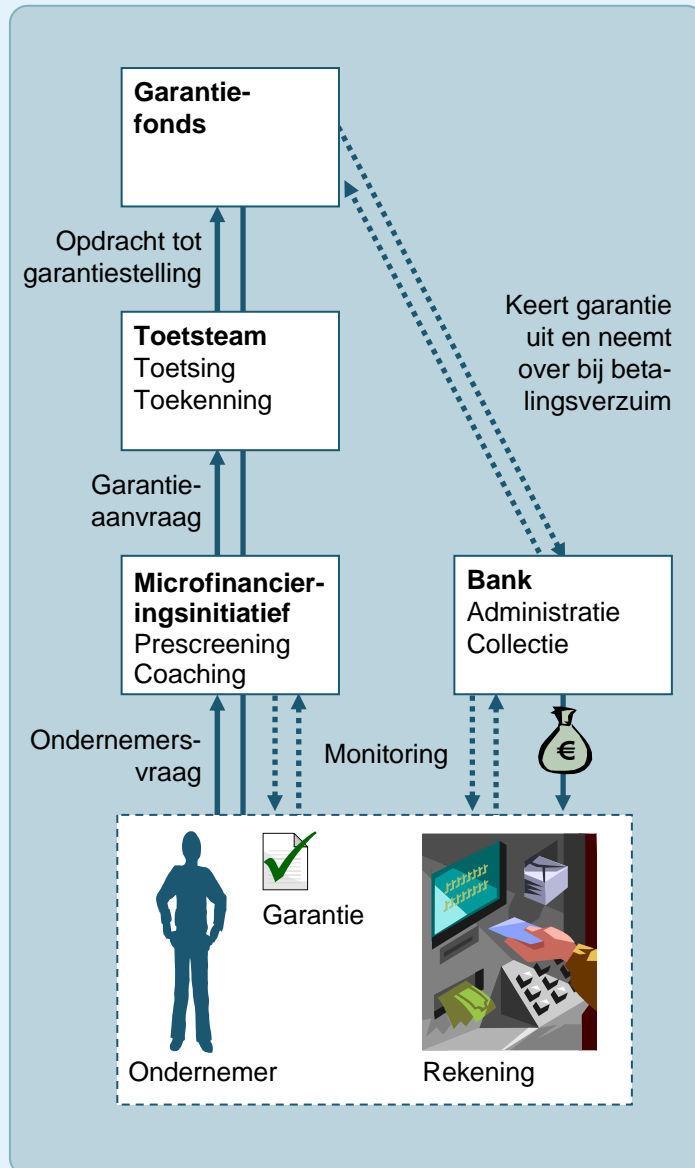 Garantie-
fonds
Opdracht tot
garantiestelling
Keert garantie
uit en neemt
over bij beta-
lingsverzuim
Toetsteam
Toetsing
Toekenning
Garantie-
aanvraag
Microfinancier-
ingsinitiatief
Prescreening
Coaching
Bank
Administratie
Collectie
Ondernemers-
vraag
Monitoring
€
Garantie
Ondernemer
Rekening